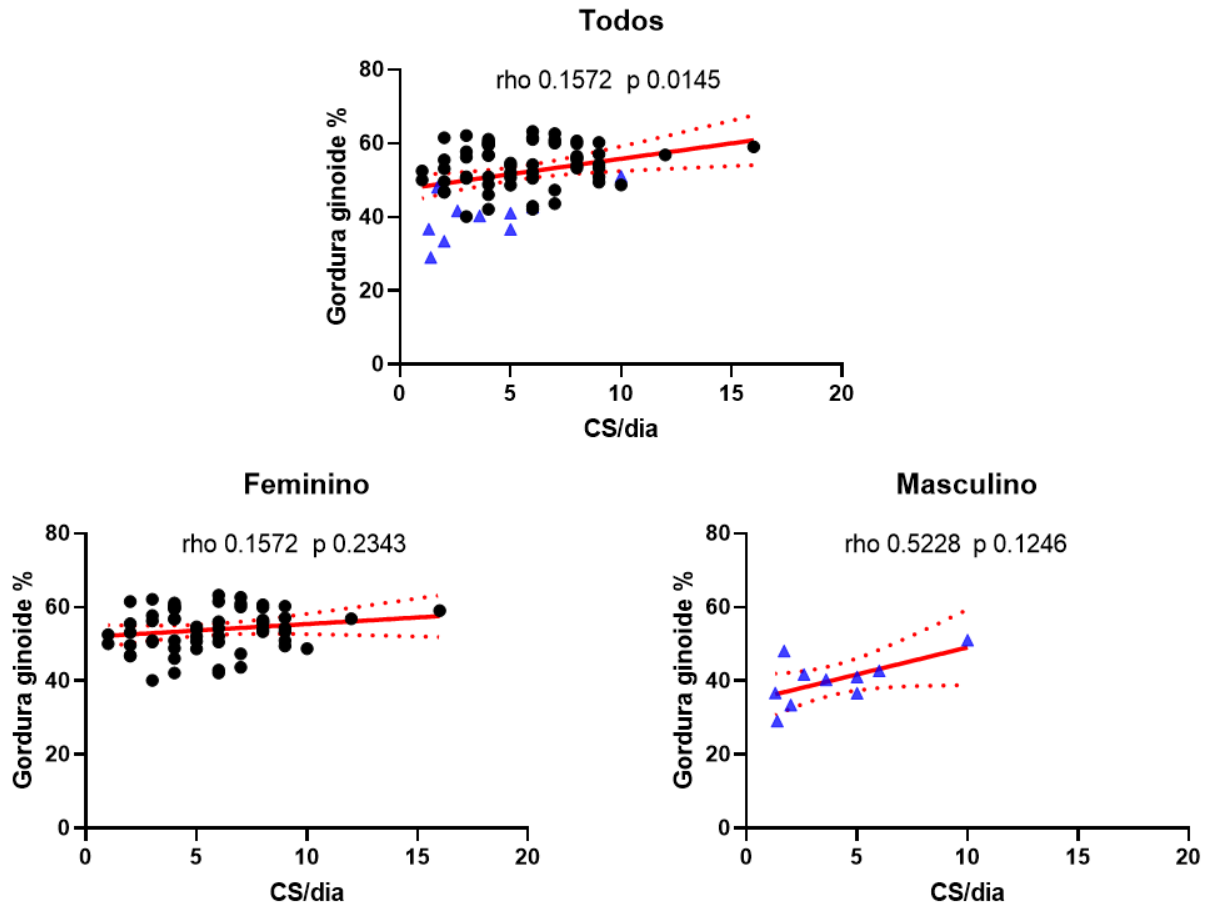 Todos
rho 0.1572 p 0.0145
80
60
40
20
0
Gordura ginoide %
0 5 10 15 20
CS/dia
Feminino
rho 0.1572 p 0.2343
80
60
40
20
0
Gordura ginoide %
0 5 10 15 20
CS/dia
Masculino
rho 0.5228 p 0.1246
80
60
40
20
0
Gordura ginoide %
0 5 10 15 20
CS/dia